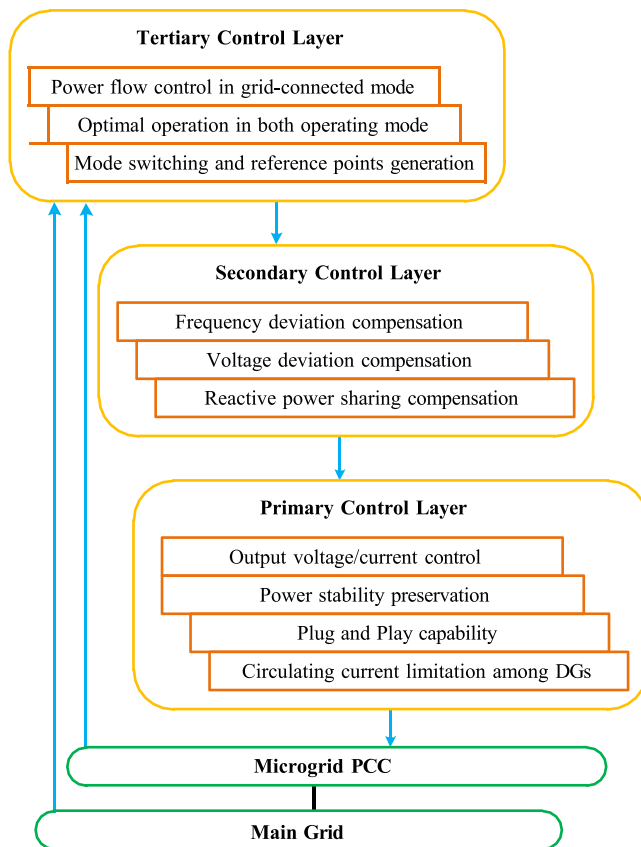 Tertiary Control Layer
Power flow control in grid-connected mode
Optimal operation in both operating mode
Mode switching and reference points generation
Secondary Control Layer
Frequency deviation compensation
Voltage deviation compensation
Reactive power sharing compensation
Primary Control Layer
Output voltage/current control
Power stability preservation
Plug and Play capability
Circulating current limitation among DGs
Microgrid PCC
Main Grid